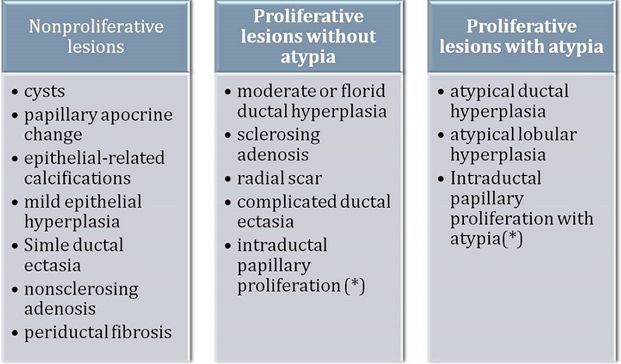 Nonproliferative
lesions
• cysts
• papillary apocrine
change
• epithelial-related
calcifications
• mild epithelial
hyperplasia
• Simle ductal
ectasia
• nonsclerosing
adenosis
• periductal fibrosis
Proliferative
lesions without
atypia
• moderate or florid
ductal hyperplasia
• sclerosing
adenosis
• radial scar
• complicated ductal
ectasia
• intraductal
papillary
proliferation (*)
Proliferative
lesions with atypia
• atypical ductal
hyperplasia
• atypical lobular
hyperplasia
• Intraductal
papillary
proliferation with
atypia(*)